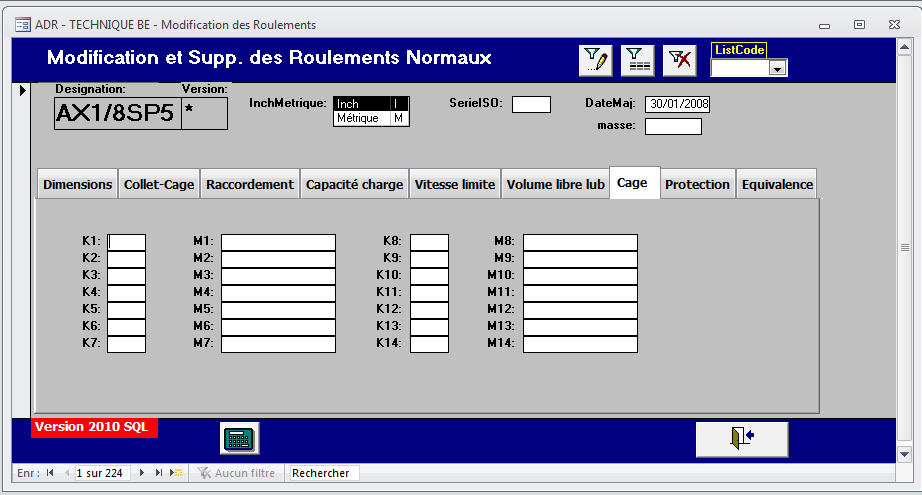 ADR - TECHNIQUE BE - Modification des Roulements
Modification et Supp. des Roulements Normaux
ListCode
Designation: Version:
AX1/8SP5 *
InchMetrique: Inch I
Métrique M
SerieISO:
DateMaj: 30/01/2008
masse:
Dimensions Collet-Cage Raccordement Capacité charge Vitesse limite Volume libre lub Cage Protection Equivalence
K1: M1: K8: M8:
K2: M2: K9: M9:
K3: M3: K10: M10:
K4: M4: K11: M11:
K5: M5: K12: M12:
K6: M6: K13: M13:
K7: M7: K14: M14:
Version 2010 SQL
Enr : 1 sur 224 Aucun filtre Rechercher